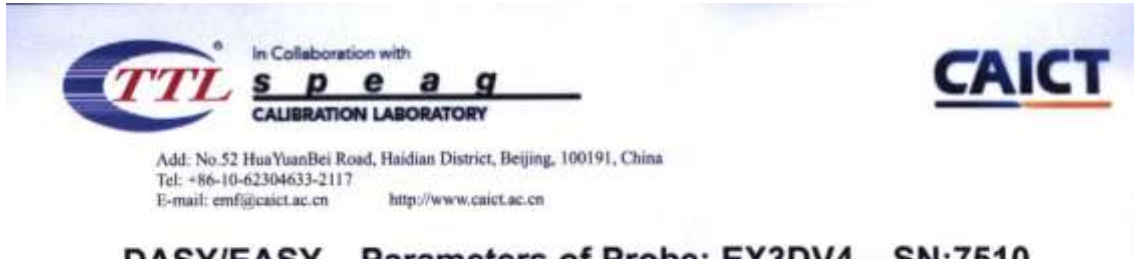 TTL
In Collaboration with
speag
CALIBRATION LABORATORY
CAICT
Add: No.52 HuaYuanBei Road, Haidian District, Beijing, 100191, China
Tel: +86-10-62304633-2117
E-mail: emf@caict.ac.cn http://www.caict.ac.cn
DASY/EASY – Parameters of Probe: EX3DV4 – SN:7510